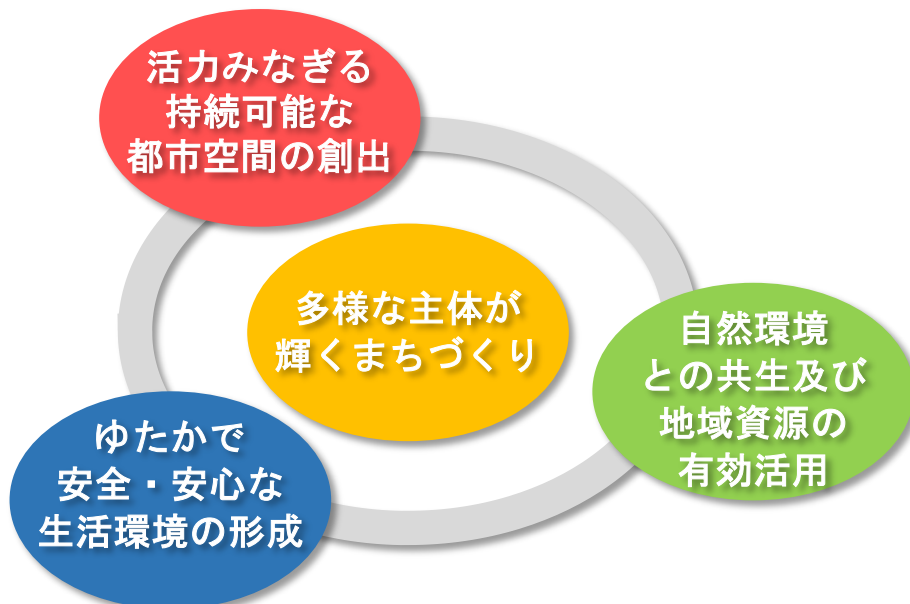 活力みなぎる
持続可能な
都市空間の創出
多様な主体が
輝くまちづくり
自然環境
との共生及び
地域資源の
有効活用
ゆたかで
安全・安心な
生活環境の形成